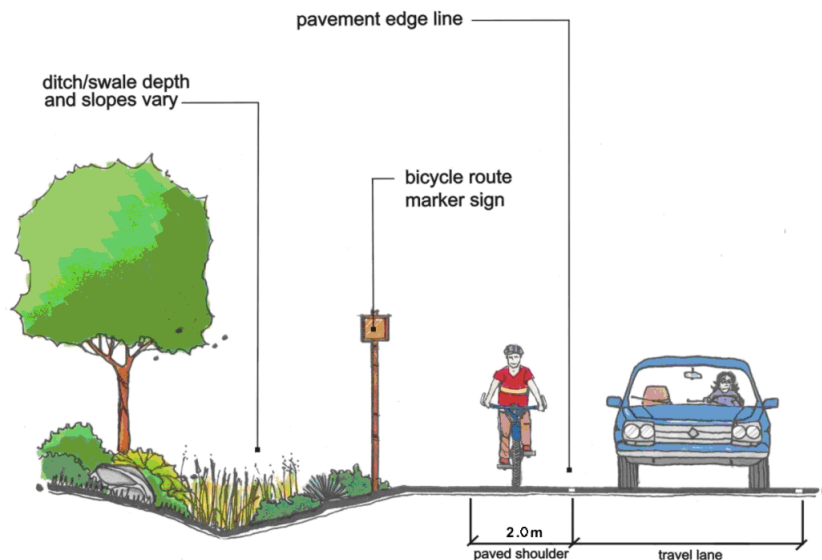 pavement edge line
ditch/swale depth
and slopes vary
bicycle route
marker sign
2.0m
paved shoulder
travel lane